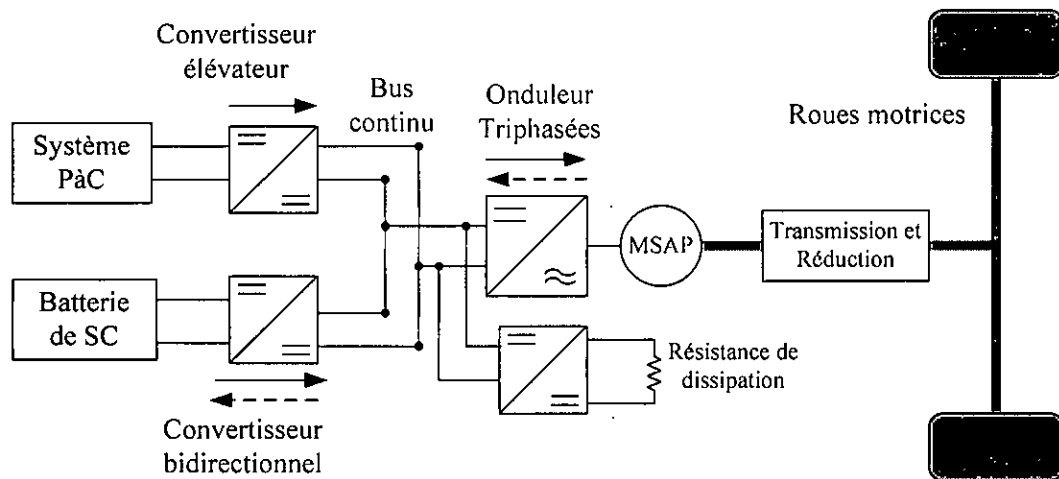 Convertisseur
élévateur
Bus
continu
Onduleur
Triphasées
Roues motrices
Système
PàC
MSAP
Transmission et
Réduction
Batterie
de SC
Résistance de
dissipation
Convertisseur
bidirectionnel